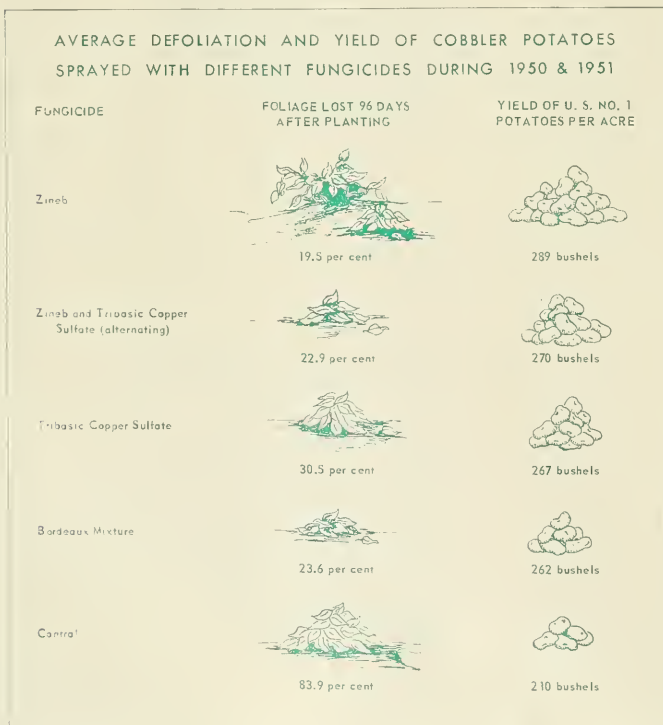 AVERAGE DEFOLIATION AND YIELD OF COBBLER POTATOES
SPRAYED WITH DIFFERENT FUNGICIDES DURING 1950 & 1951
FUNGICIDE
FOLIAGE LOST 96 DAYS
AFTER PLANTING
YIELD OF U. S. NO. 1
POTATOES PER ACRE
Zineb
19.5 per cent
289 bushels
Zineb and Tribasic Copper
Sulfate (alternating)
22.9 per cent
270 bushels
Tribasic Copper Sulfate
30.5 per cent
267 bushels
Bordeaux Mixture
23.6 per cent
262 bushels
Control
83.9 per cent
210 bushels